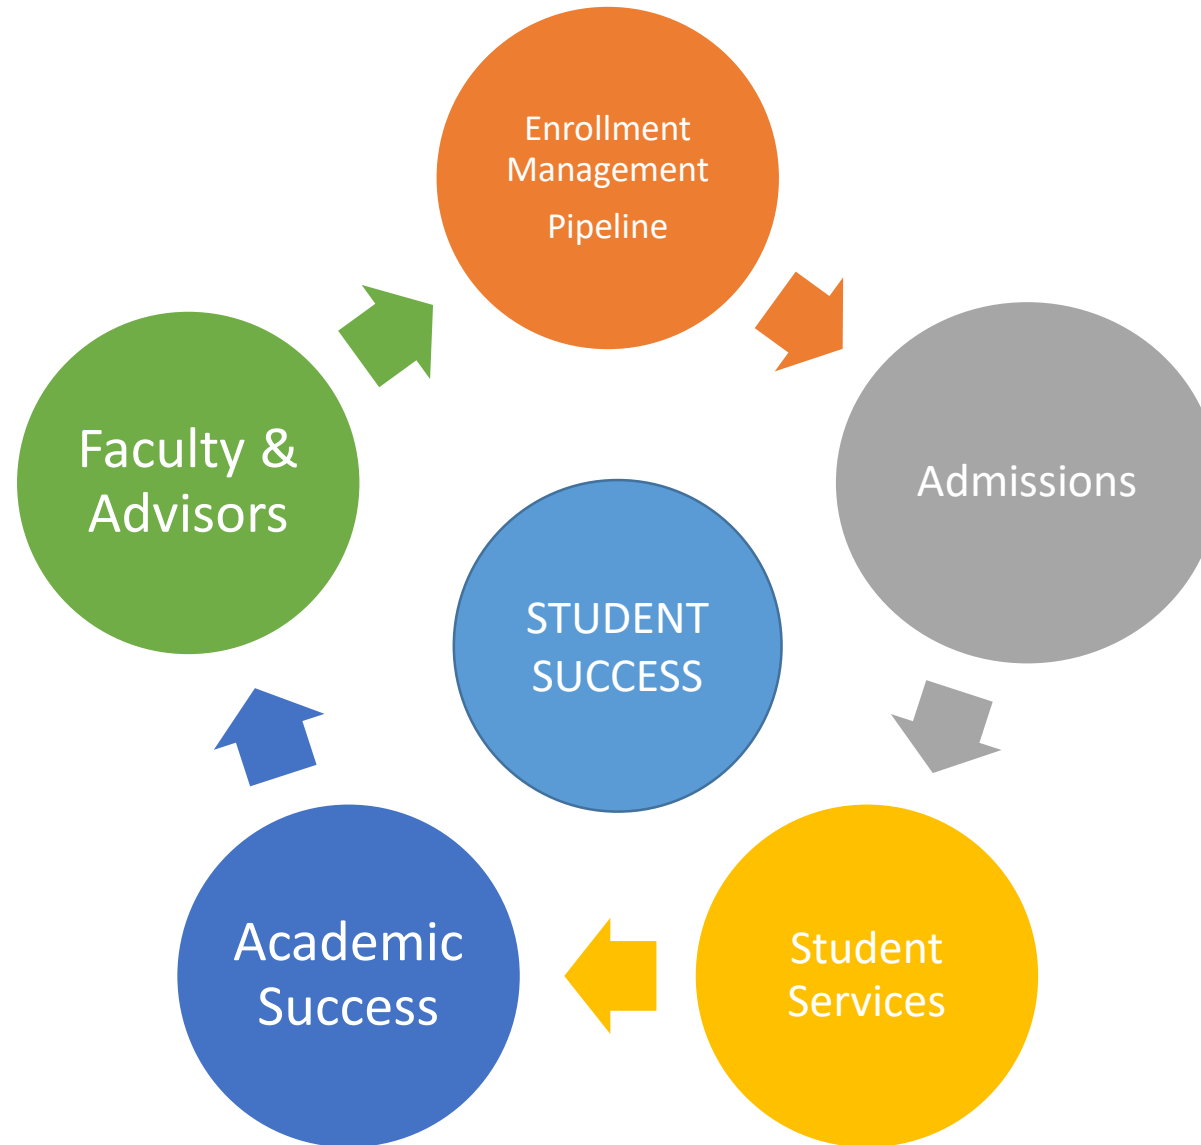 Enrollment
Management
Pipeline
Admissions
Student
Services
Academic
Success
Faculty &
Advisors
STUDENT
SUCCESS